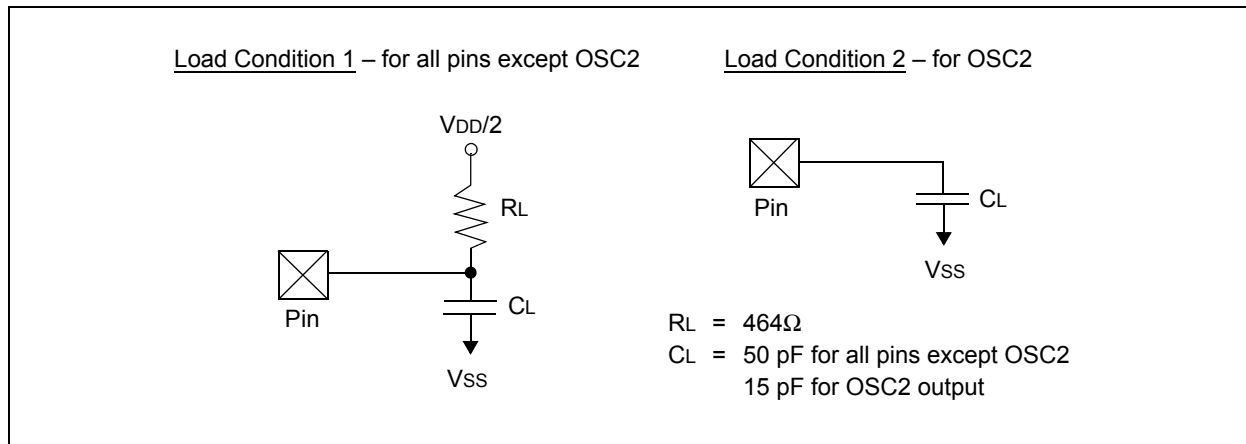 Load Condition 1 – for all pins except OSC2
VDD/2
RL
Pin
CL
VSS
Load Condition 2 – for OSC2
Pin
CL
VSS
RL = 464Ω
CL = 50 pF for all pins except OSC2
15 pF for OSC2 output